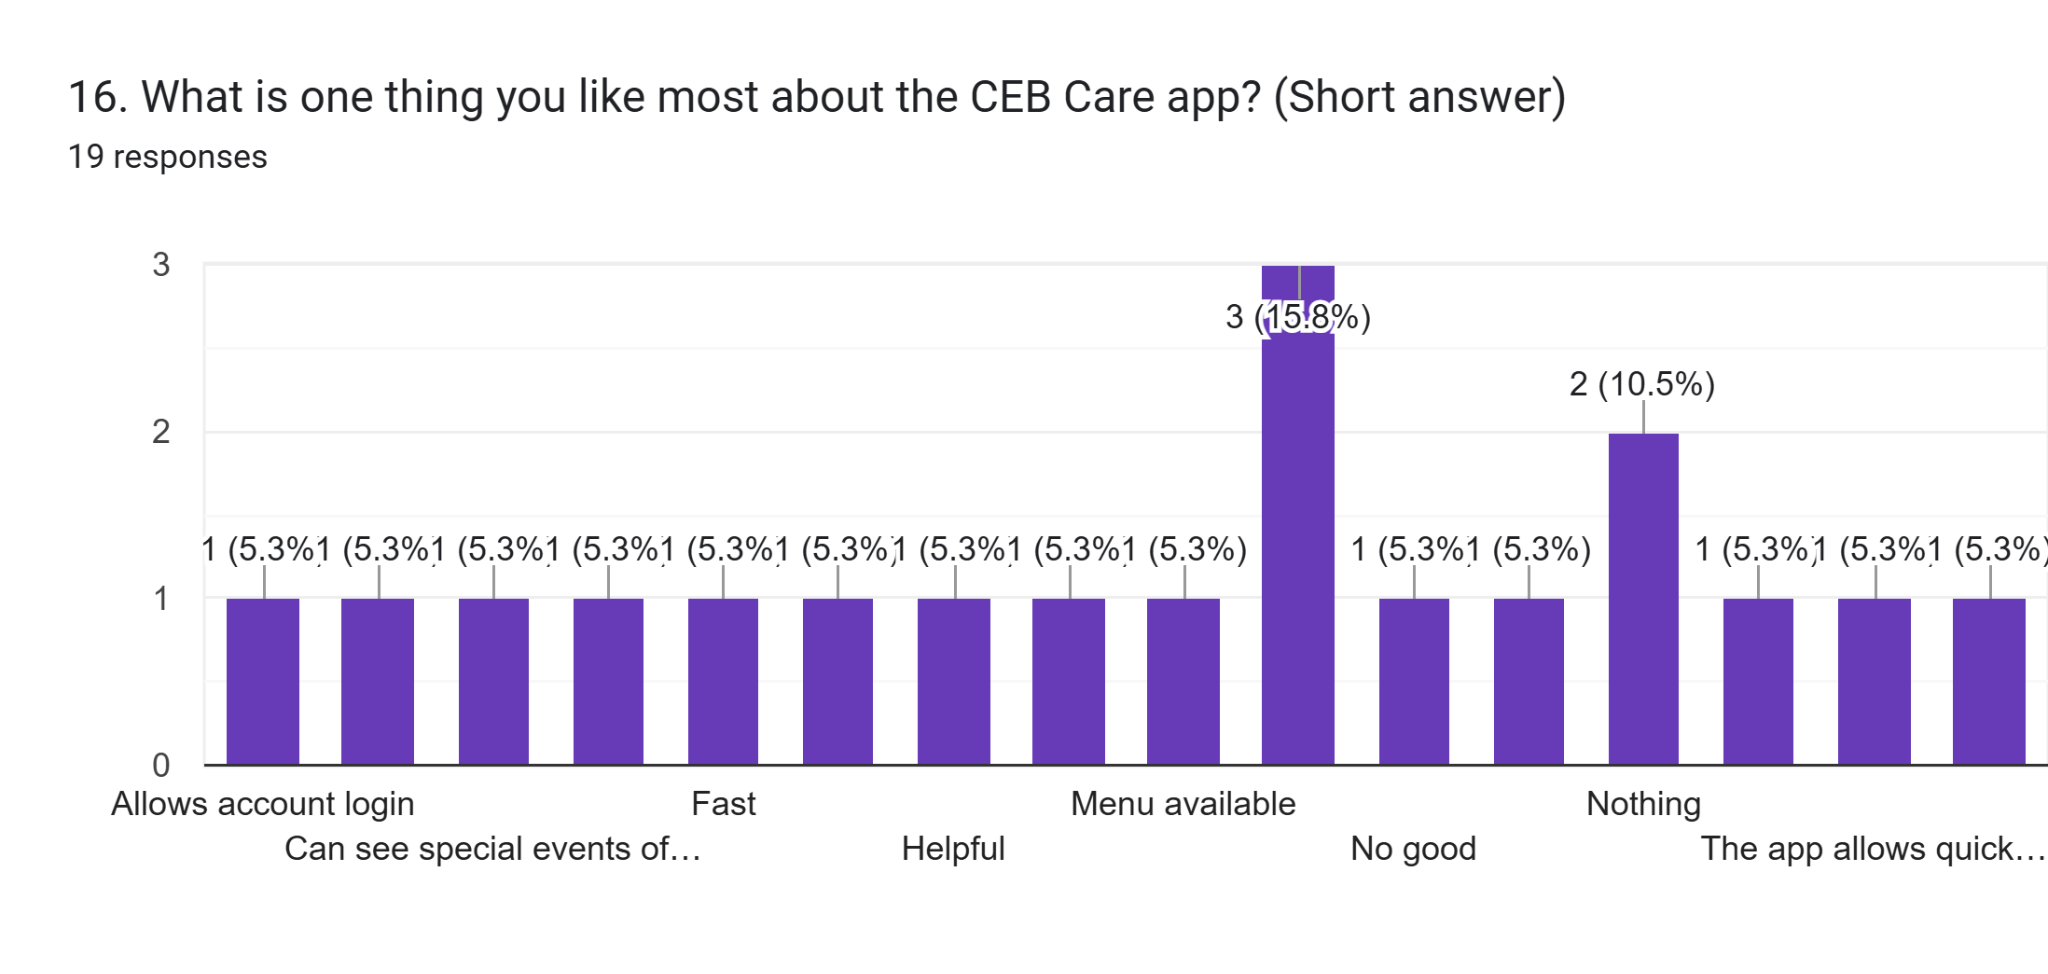 16. What is one thing you like most about the CEB Care app? (Short answer)
19 responses
3
2
1
0
1 (5.3%)
1 (5.3%)
1 (5.3%)
1 (5.3%)
1 (5.3%)
1 (5.3%)
1 (5.3%)
1 (5.3%)
1 (5.3%)
3 (15.8%)
1 (5.3%)
1 (5.3%)
2 (10.5%)
1 (5.3%)
1 (5.3%)
1 (5.3%)
Allows account login
Can see special events of…
Fast
Helpful
Menu available
No good
Nothing
The app allows quick…